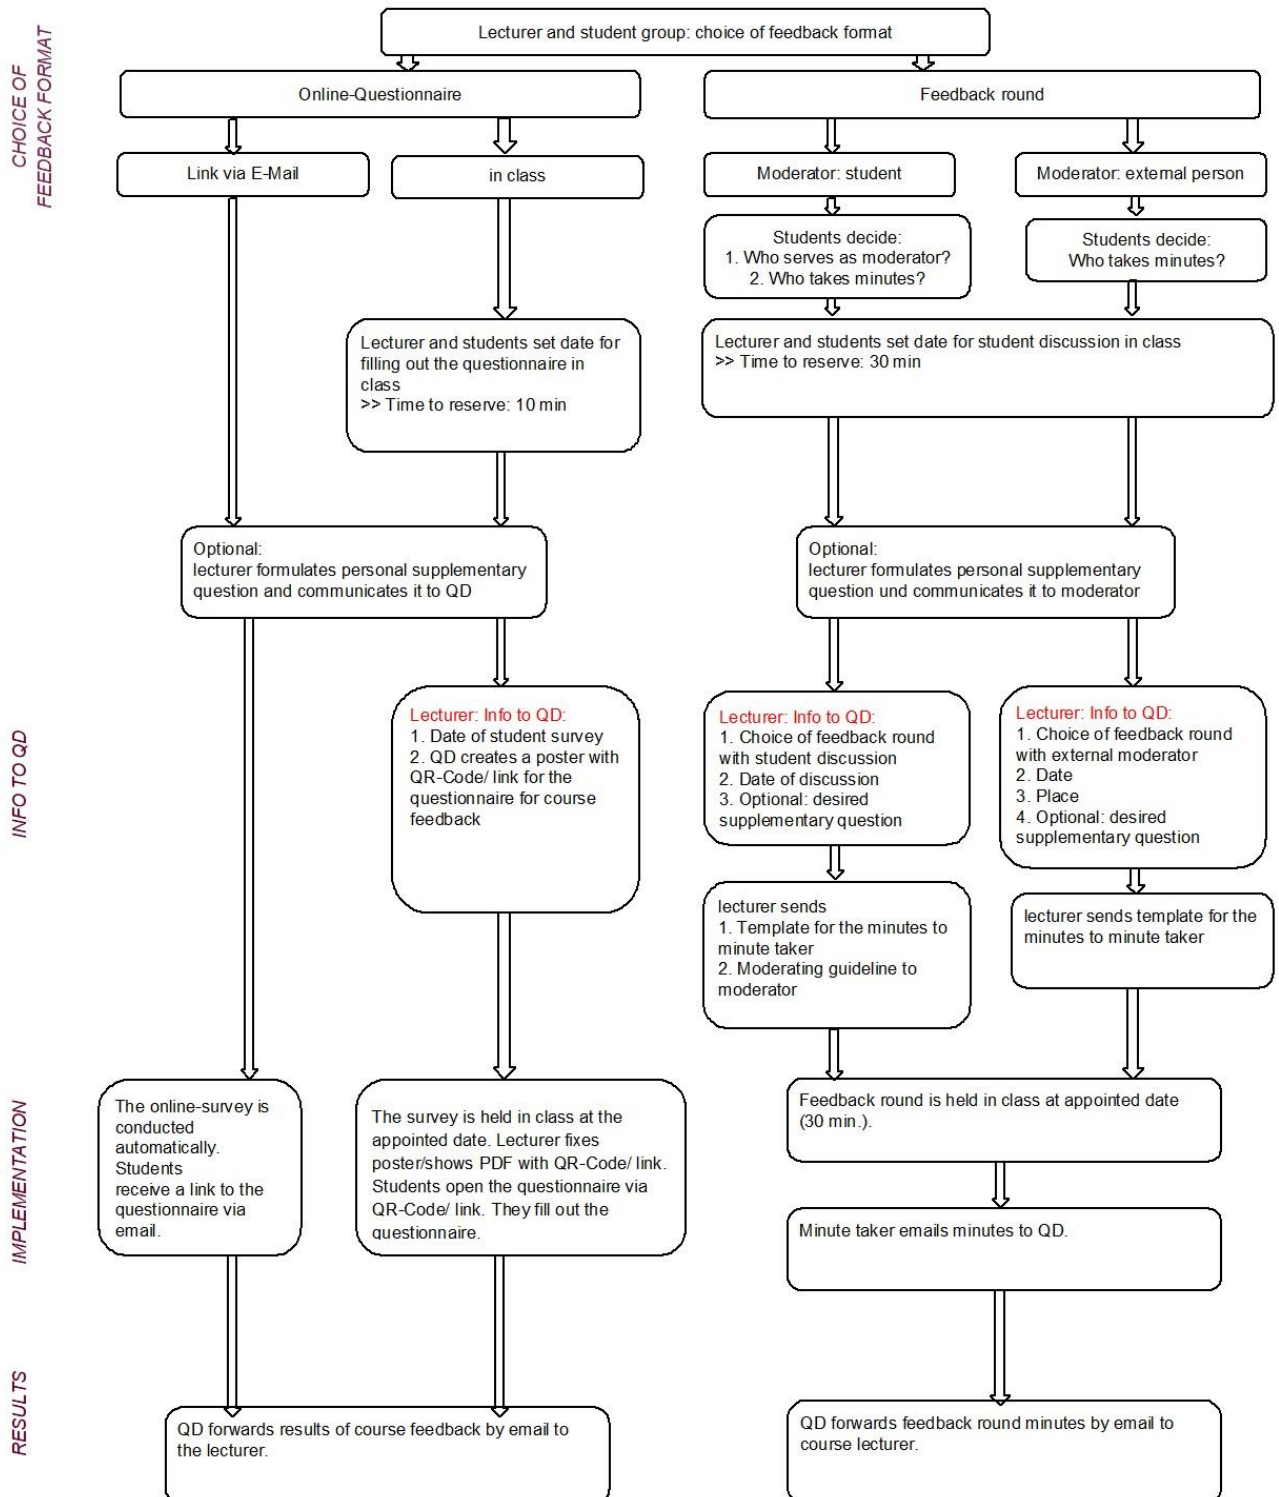 CHOICE OF
FEEDBACK FORMAT
Lecturer and student group: choice of feedback format
Online-Questionnaire
Feedback round
Link via E-Mail
in class
Moderator: student
Moderator: external person
Students decide:
1. Who serves as moderator?
2. Who takes minutes?
Students decide:
Who takes minutes?
Lecturer and students set date for
filling out the questionnaire in
class
>> Time to reserve: 10 min
Lecturer and students set date for student discussion in class
>> Time to reserve: 30 min
Optional:
lecturer formulates personal supplementary
question and communicates it to QD
Optional:
lecturer formulates personal supplementary
question und communicates it to moderator
INFO TO QD
Lecturer: Info to QD:
1. Date of student survey
2. QD creates a poster with
QR-Code/ link for the
questionnaire for course
feedback
Lecturer: Info to QD:
1. Choice of feedback round
with student discussion
2. Date of discussion
3. Optional: desired
supplementary question
Lecturer: Info to QD:
1. Choice of feedback round
with external moderator
2. Date
3. Place
4. Optional: desired
supplementary question
lecturer sends
1. Template for the minutes to
minute taker
2. Moderating guideline to
moderator
lecturer sends template for the
minutes to minute taker
IMPLEMENTATION
The online-survey is
conducted
automatically.
Students
receive a link to the
questionnaire via
email.
The survey is held in class at the
appointed date. Lecturer fixes
poster/shows PDF with QR-Code/ link.
Students open the questionnaire via
QR-Code/ link. They fill out the
questionnaire.
Feedback round is held in class at appointed date
(30 min.).
Minute taker emails minutes to QD.
RESULTS
QD forwards results of course feedback by email to
the lecturer.
QD forwards feedback round minutes by email to
course lecturer.